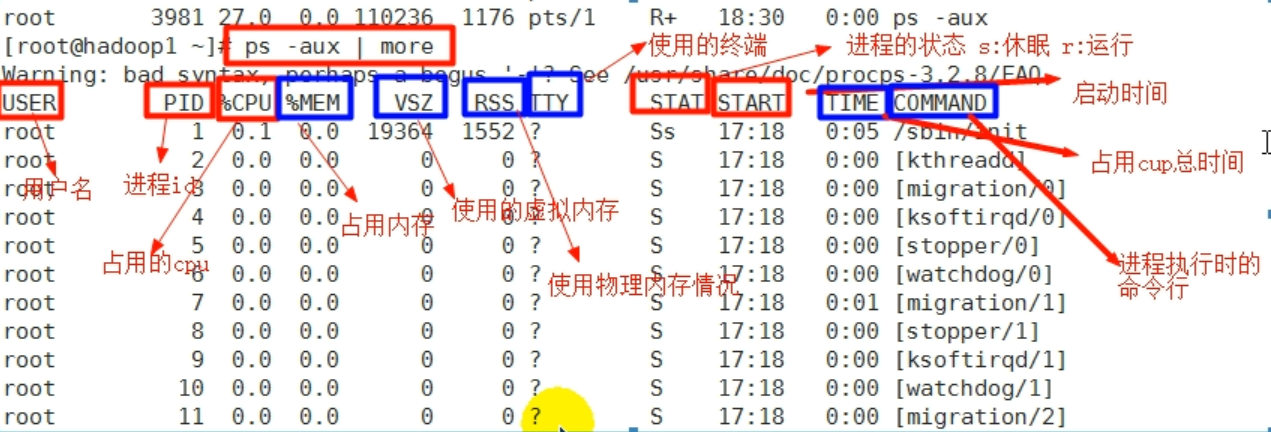 root 3981 27.0 0.0 110236 1176 pts/1 R+ 18:30 0:00 ps -aux
[root@hadoop1 ~]# ps -aux | more
使用的终端
进程的状态 s:休眠 r:运行
Warning: bad syntax, perhaps a bogus '-'? See /usr/share/doc/procps-3.2.8/FAQ
启动时间
USER PID %CPU %MEM VSZ RSS TTY STAT START TIME COMMAND
root 1 0.1 0.0 19364 1552 ? Ss 17:18 0:05 /sbin/init
占用cup总时间
root 2 0.0 0.0 0 0 ? S 17:18 0:00 [kthreadd]
用户名
进程id
root 3 0.0 0.0 0 0 ? S 17:18 0:00 [migration/0]
占用内存
使用的虚拟内存
root 4 0.0 0.0 0 0 ? S 17:18 0:00 [ksoftirqd/0]
root 5 0.0 0.0 0 0 ? S 17:18 0:00 [stopper/0]
占用的cpu
进程执行时的
命令行
root 6 0.0 0.0 0 0 ? S 17:18 0:00 [watchdog/0]
使用物理内存情况
root 7 0.0 0.0 0 0 ? S 17:18 0:01 [migration/1]
root 8 0.0 0.0 0 0 ? S 17:18 0:00 [stopper/1]
root 9 0.0 0.0 0 0 ? S 17:18 0:00 [ksoftirqd/1]
root 10 0.0 0.0 0 0 ? S 17:18 0:00 [watchdog/1]
root 11 0.0 0.0 0 0 ? S 17:18 0:00 [migration/2]